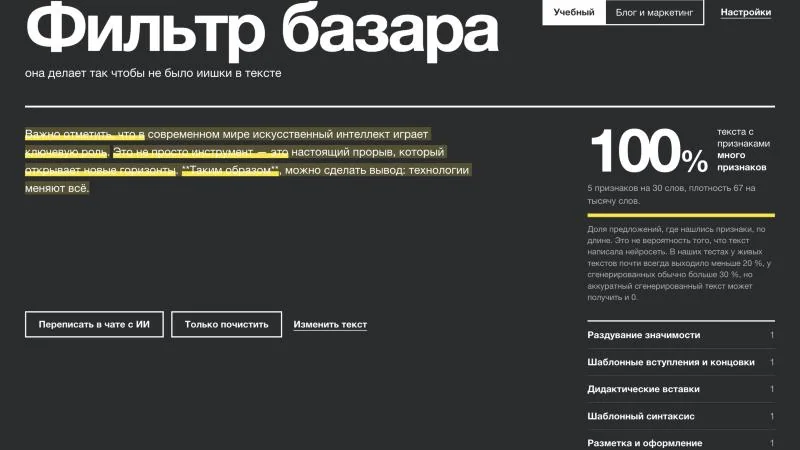 Фильтр базара
Учебный
Блог и маркетинг
Настройки
она делает так чтобы не было иишки в тексте
Важно отметить, что в современном мире искусственный интеллект играет
ключевую роль. Это не просто инструмент — это настоящий прорыв, который
открывает новые горизонты. **Таким образом**, можно сделать вывод: технологии
меняют всё.
Переписать в чате с ИИ
Только почистить
Изменить текст
100%
текста с
признаками
много
признаков
5 признаков на 30 слов, плотность 67 на
тысячу слов.
Доля предложений, где нашлись признаки, по
длине. Это не вероятность того, что текст
написала нейросеть. В наших тестах у живых
текстов почти всегда выходило меньше 20 %, у
сгенерированных обычно больше 30 %, но
аккуратный сгенерированный текст может
получить и 0.
Раздувание значимости 1
Шаблонные вступления и концовки 1
Дидактические вставки 1
Шаблонный синтаксис 1
Разметка и оформление 1